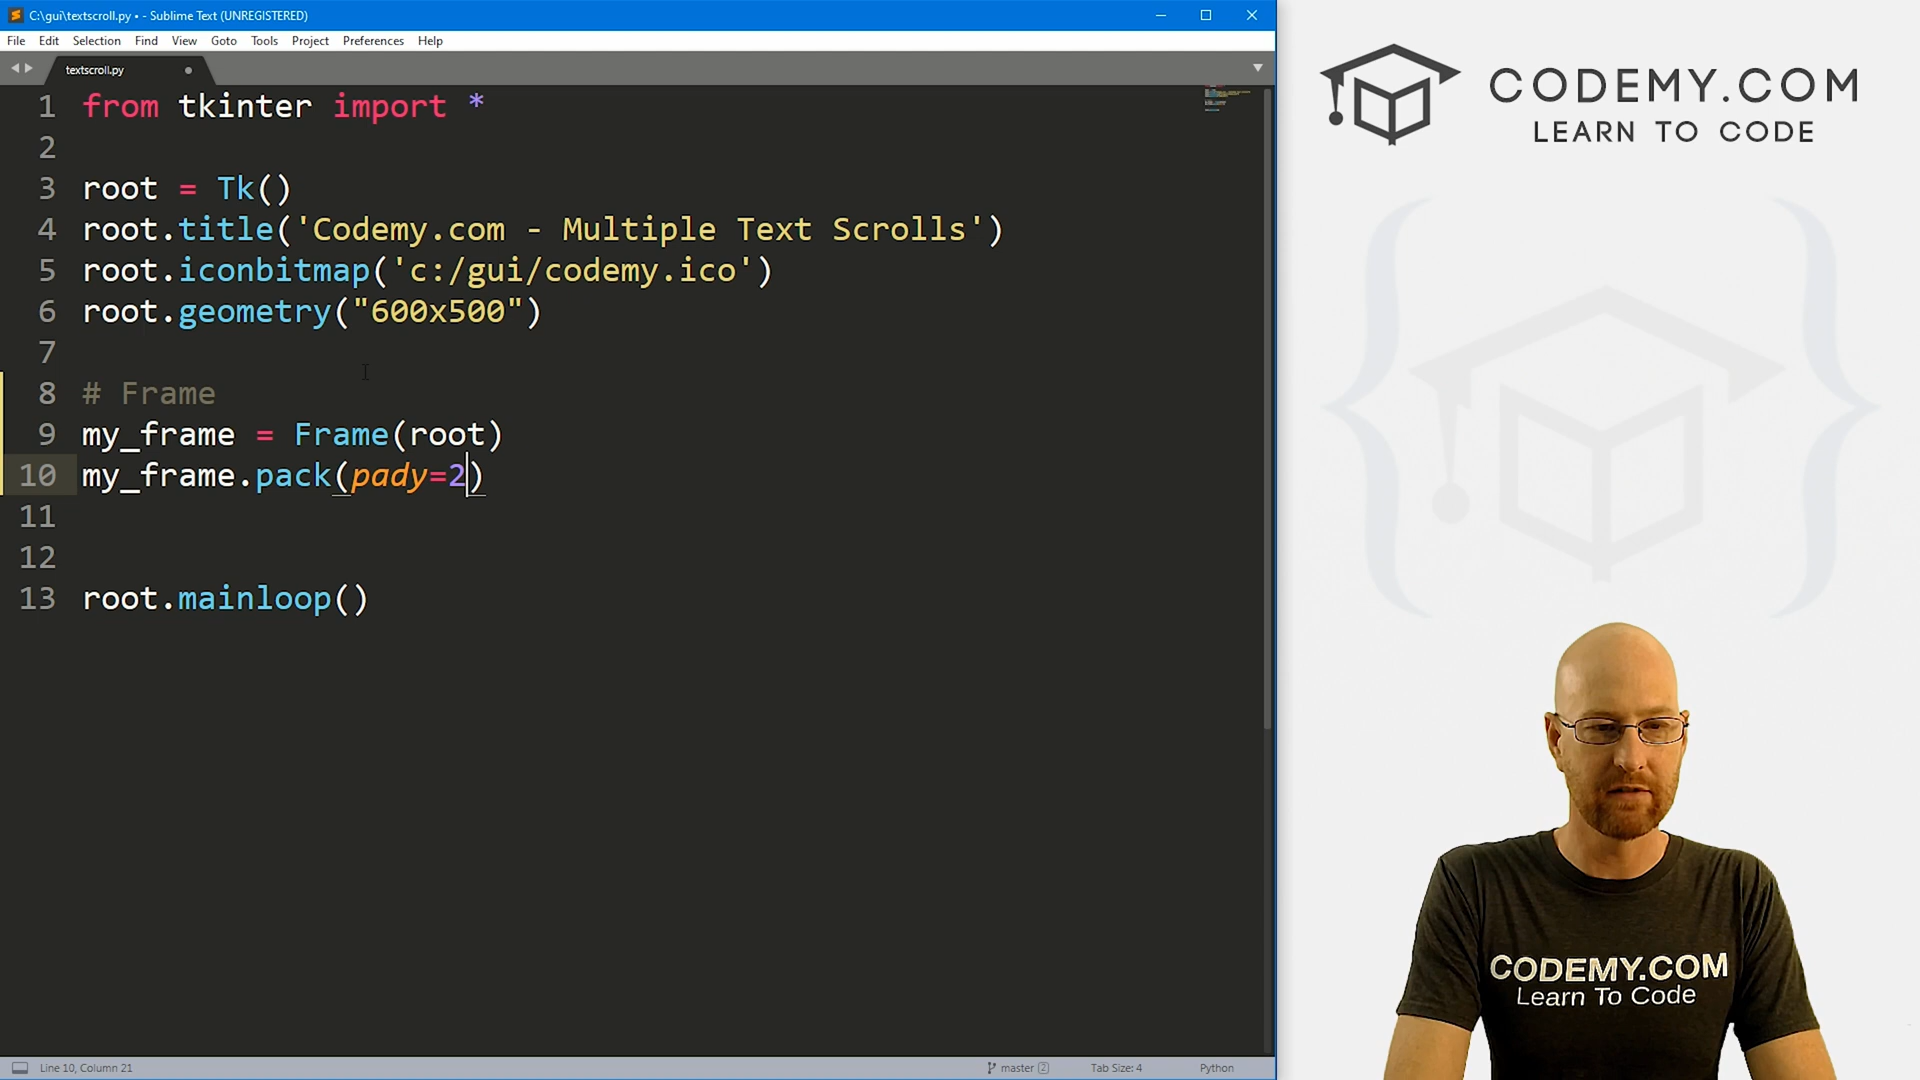 C:\gui\textscroll.py • - Sublime Text (UNREGISTERED)
File Edit Selection Find View Goto Tools Project Preferences Help
textscroll.py
1 from tkinter import *
2
3 root = Tk()
4 root.title('Codemy.com - Multiple Text Scrolls')
5 root.iconbitmap('c:/gui/codemy.ico')
6 root.geometry("600x500")
7
8 # Frame
9 my_frame = Frame(root)
10 my_frame.pack(pady=2)
11
12
13 root.mainloop()
Line 10, Column 21 master 2 Tab Size: 4 Python
CODEMY.COM
LEARN TO CODE
CODEMY.COM
Learn To Code